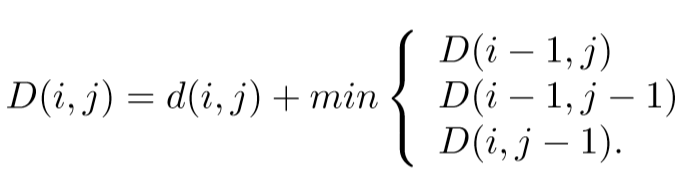 D(i − 1, j)
D(i, j) = d(i, j) + min { D(i − 1, j − 1)
D(i, j − 1).